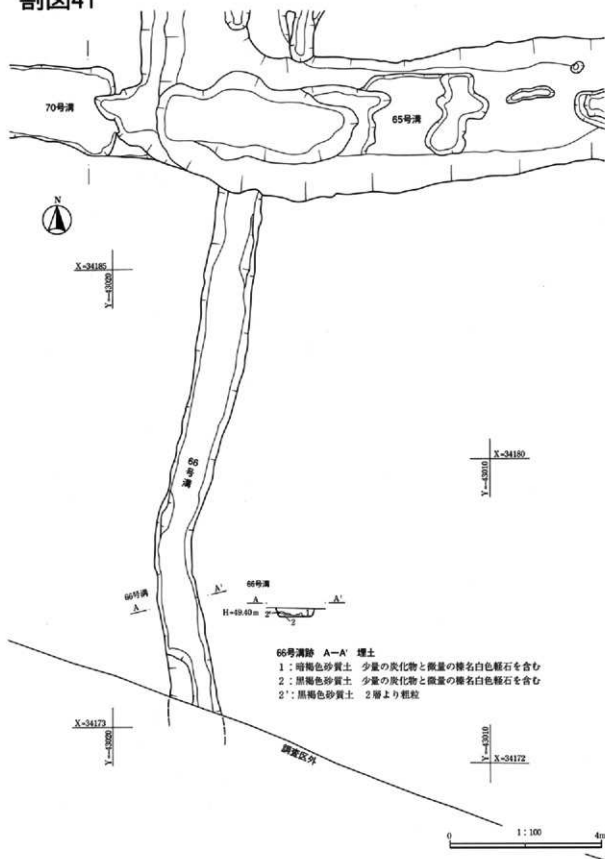 割図41
70号溝
65号溝
N
X=34185
Y=-43020
X=34180
Y=-43010
66号溝
66号溝
A
A'
66号溝
A
A'
H=49.40m
2'
2
66号溝跡 A-A' 埋土
1：暗褐色砂質土 少量の炭化物と微量の榛名白色軽石を含む
2：黒褐色砂質土 少量の炭化物と微量の榛名白色軽石を含む
2'：黒褐色砂質土 2層より粗粒
X=34173
Y=-43020
調査区外
Y=-43010
X=34172
0
1：100
4m